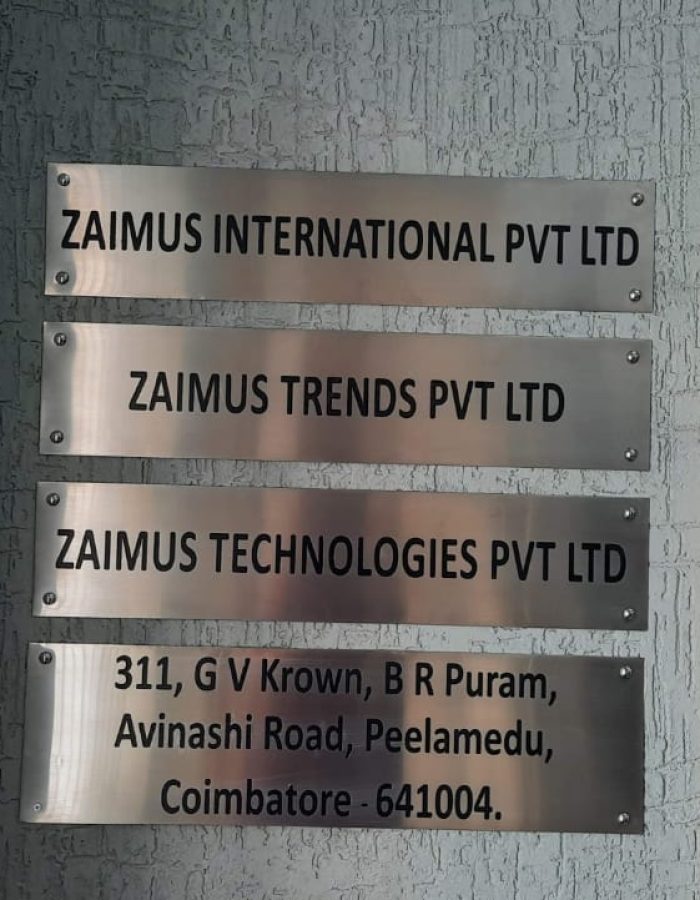 ZAIMUS INTERNATIONAL PVT LTD
ZAIMUS TRENDS PVT LTD
ZAIMUS TECHNOLOGIES PVT LTD
311, G V Krown, B R Puram,
Avinashi Road, Peelamedu,
Coimbatore - 641004.